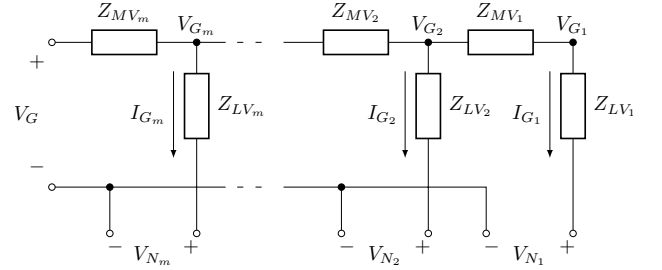 Z_{MV_m} V_{G_m} Z_{MV_2} V_{G_2} Z_{MV_1} V_{G_1}
+
V_G I_{G_m} Z_{LV_m} I_{G_2} Z_{LV_2} I_{G_1} Z_{LV_1}
−
− V_{N_m} + − V_{N_2} + − V_{N_1} +